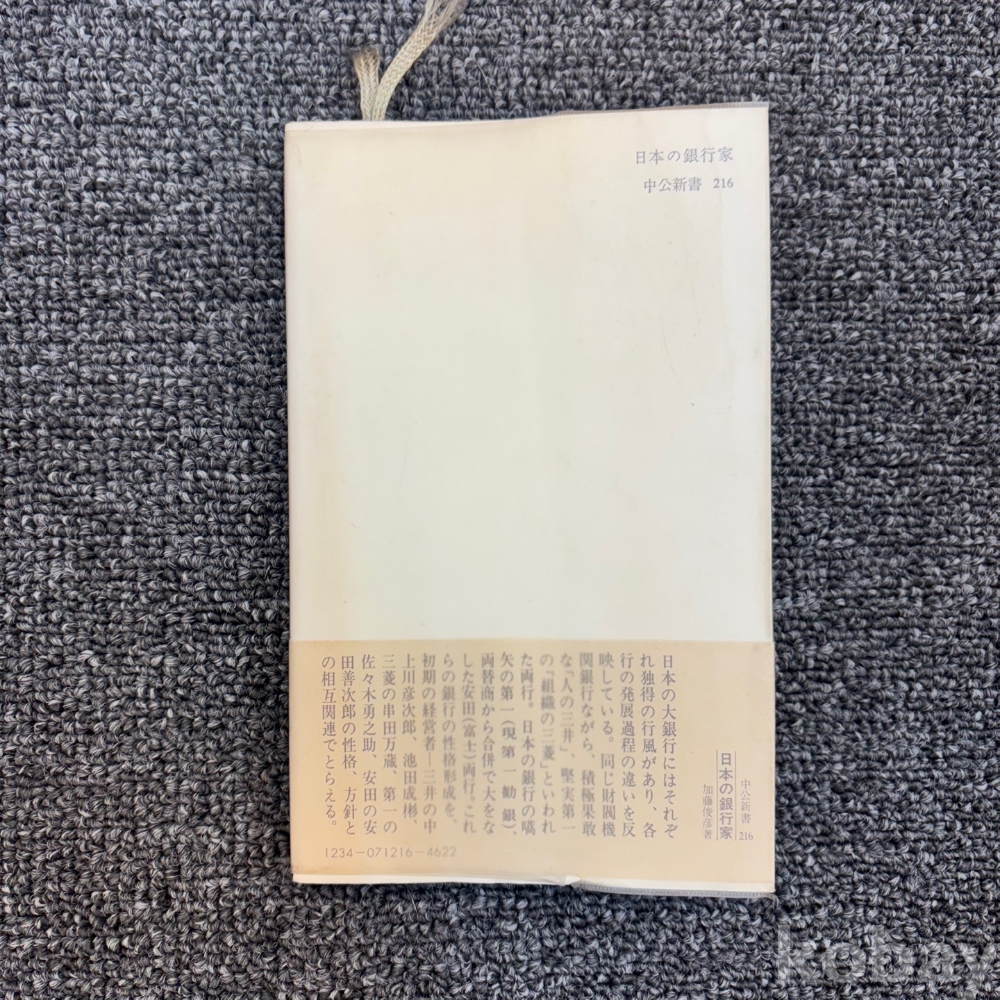 日本の銀行家
中公新書 216
中公新書 216
日本の銀行家
加藤俊彦著
日本の大銀行にはそれぞ
れ独得の行風があり、各
行の発展過程の違いを反
映している。同じ財閥機
関銀行ながら、積極果敢
な「人の三井」、堅実第一
の「組織の三菱」といわれ
た両行。日本の銀行の嚆
矢の第一(現第一勧銀)、
両替商から合併で大をな
した安田(富士)両行。これ
らの銀行の性格形成を、
初期の経営者―三井の中
上川彦次郎、池田成彬、
三菱の串田万蔵、第一の
佐々木勇之助、安田の安
田善次郎の性格、方針と
の相互関連でとらえる。
1234-071216-4622